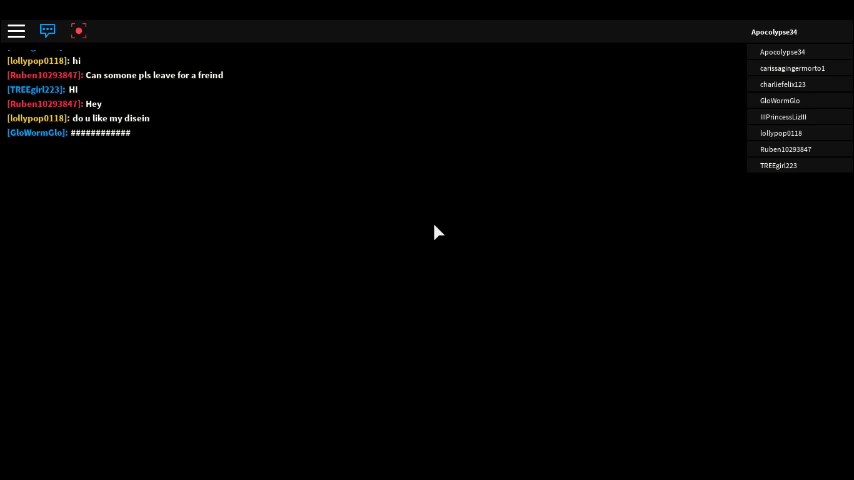 Apocolypse34
[lollypop0118]: hi
[Ruben10293847]: Can somone pls leave for a freind
[TREEgirl223]: HI
[Ruben10293847]: Hey
[lollypop0118]: do u like my disein
[GloWormGlo]: ############
Apocolypse34
carissagingermorto1
charliefelix123
GloWormGlo
IIIPrincessLizIII
lollypop0118
Ruben10293847
TREEgirl223